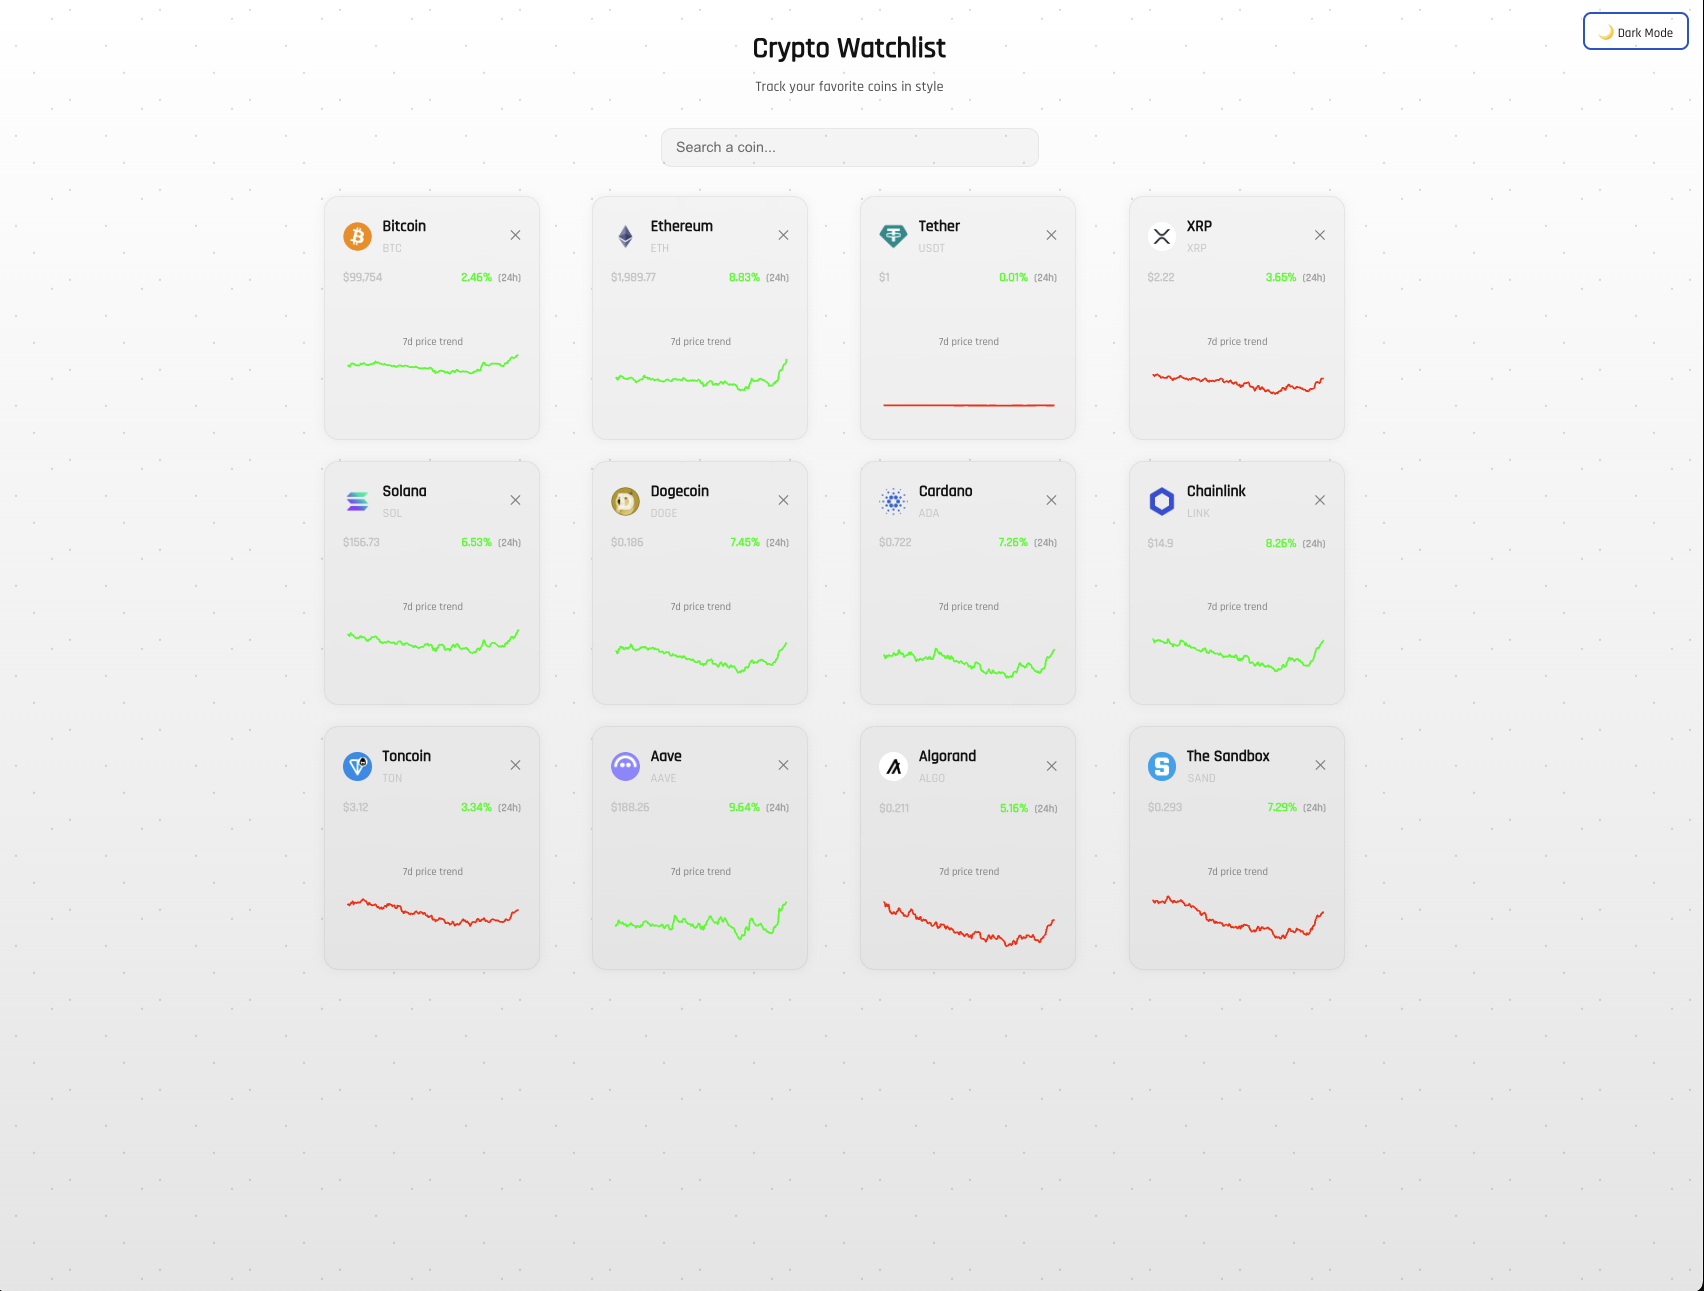 🌙 Dark Mode
Crypto Watchlist
Track your favorite coins in style
Search a coin...
Bitcoin
BTC
$99,754 2.46% (24h)
7d price trend
Ethereum
ETH
$1,989.77 8.83% (24h)
7d price trend
Tether
USDT
$1 0.01% (24h)
7d price trend
XRP
XRP
$2.22 3.65% (24h)
7d price trend
Solana
SOL
$156.73 6.53% (24h)
7d price trend
Dogecoin
DOGE
$0.186 7.45% (24h)
7d price trend
Cardano
ADA
$0.722 7.26% (24h)
7d price trend
Chainlink
LINK
$14.9 8.26% (24h)
7d price trend
Toncoin
TON
$3.12 3.34% (24h)
7d price trend
Aave
AAVE
$188.26 9.64% (24h)
7d price trend
Algorand
ALGO
$0.211 5.16% (24h)
7d price trend
The Sandbox
SAND
$0.293 7.29% (24h)
7d price trend